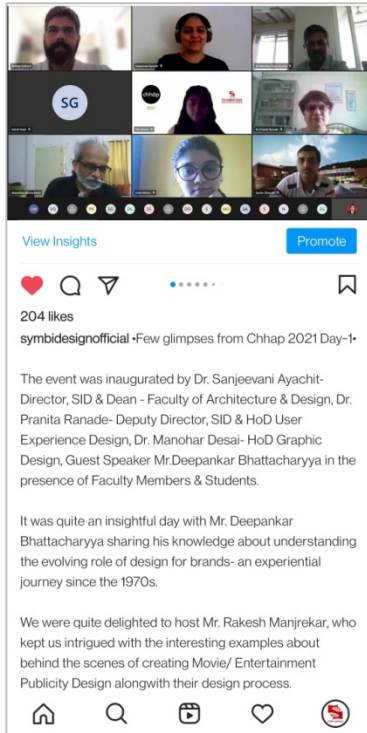 SG
chhap
View Insights
Promote
204 likes
symbidesignofficial •Few glimpses from Chhap 2021 Day-1•
The event was inaugurated by Dr. Sanjeevani Ayachit-
Director, SID & Dean - Faculty of Architecture & Design, Dr.
Pranita Ranade- Deputy Director, SID & HoD User
Experience Design, Dr. Manohar Desai- HoD Graphic
Design, Guest Speaker Mr.Deepankar Bhattacharyya in the
presence of Faculty Members & Students.
It was quite an insightful day with Mr. Deepankar
Bhattacharyya sharing his knowledge about understanding
the evolving role of design for brands- an experiential
journey since the 1970s.
We were quite delighted to host Mr. Rakesh Manjrekar, who
kept us intrigued with the interesting examples about
behind the scenes of creating Movie/ Entertainment
Publicity Design alongwith their design process.